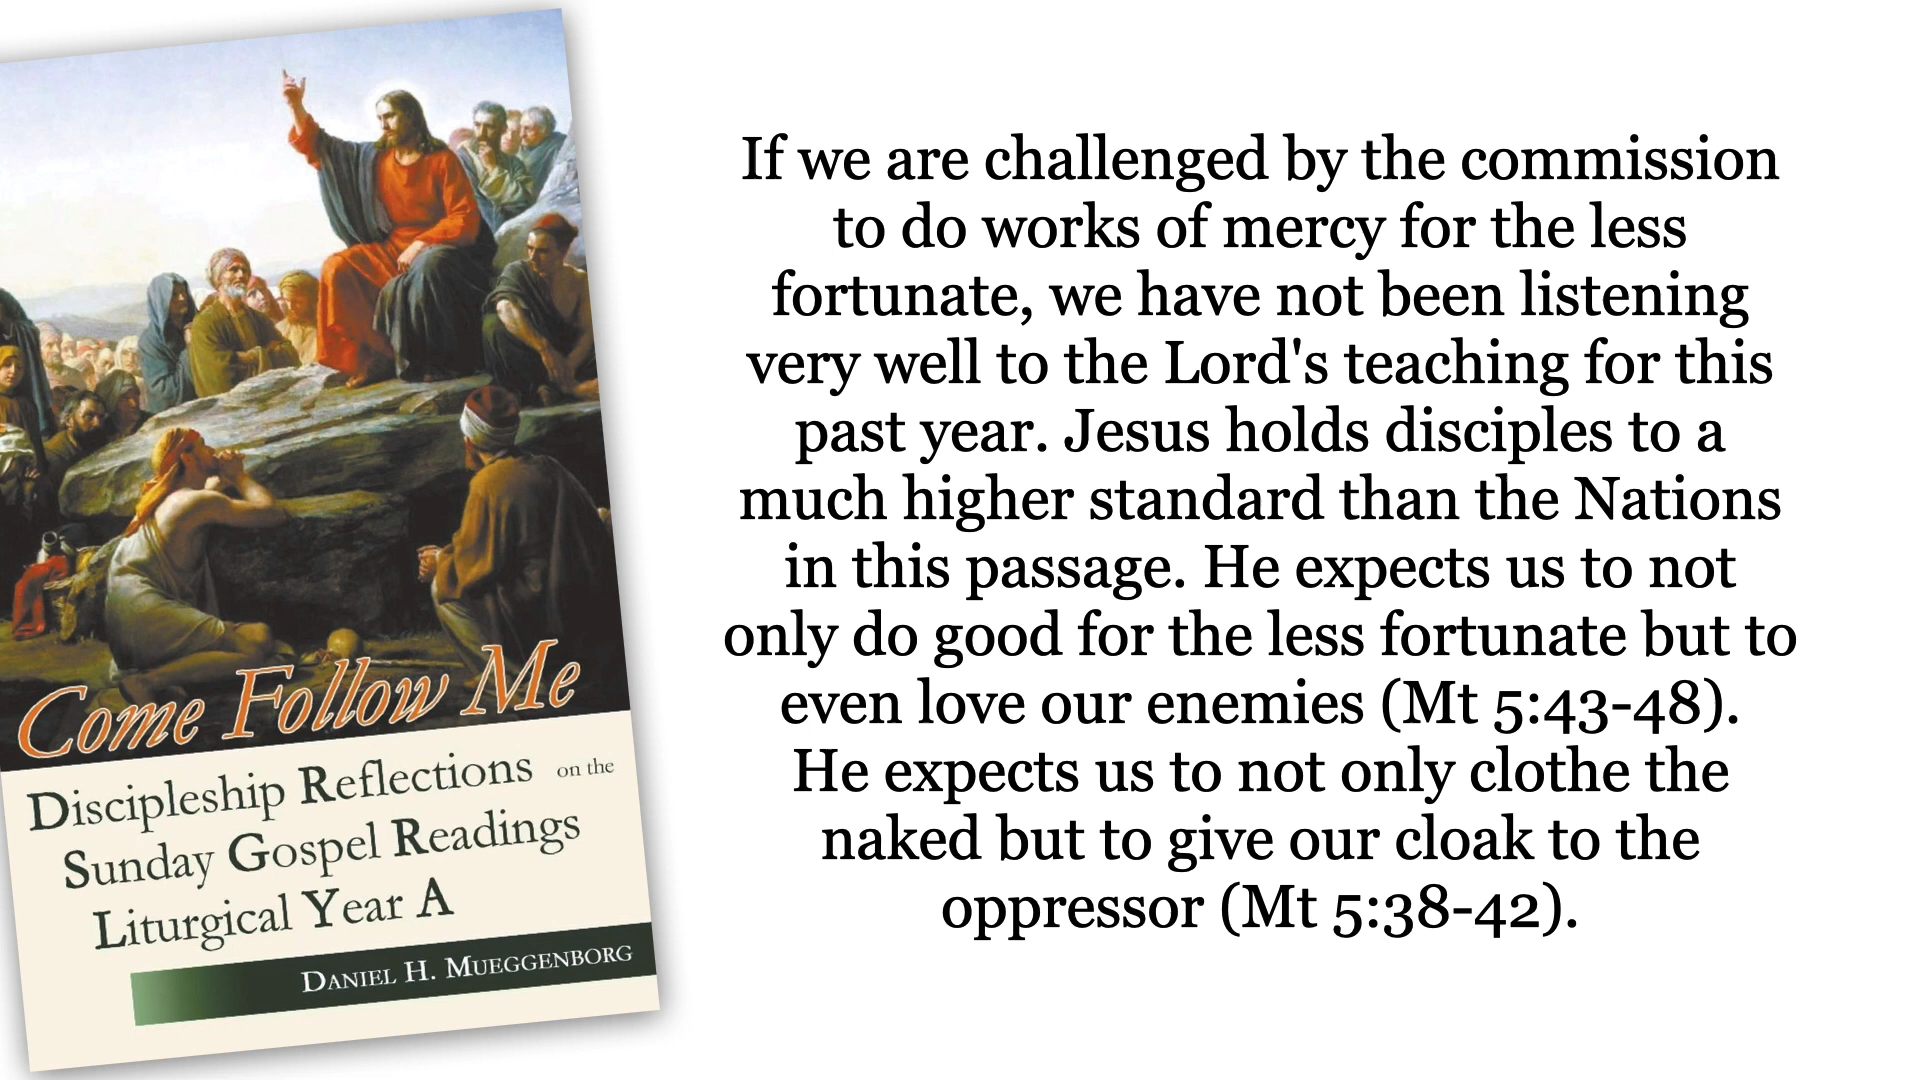 Come Follow Me
Discipleship Reflections on the
Sunday Gospel Readings
Liturgical Year A
Daniel H. Mueggenborg
If we are challenged by the commission
to do works of mercy for the less
fortunate, we have not been listening
very well to the Lord's teaching for this
past year. Jesus holds disciples to a
much higher standard than the Nations
in this passage. He expects us to not
only do good for the less fortunate but to
even love our enemies (Mt 5:43-48).
He expects us to not only clothe the
naked but to give our cloak to the
oppressor (Mt 5:38-42).